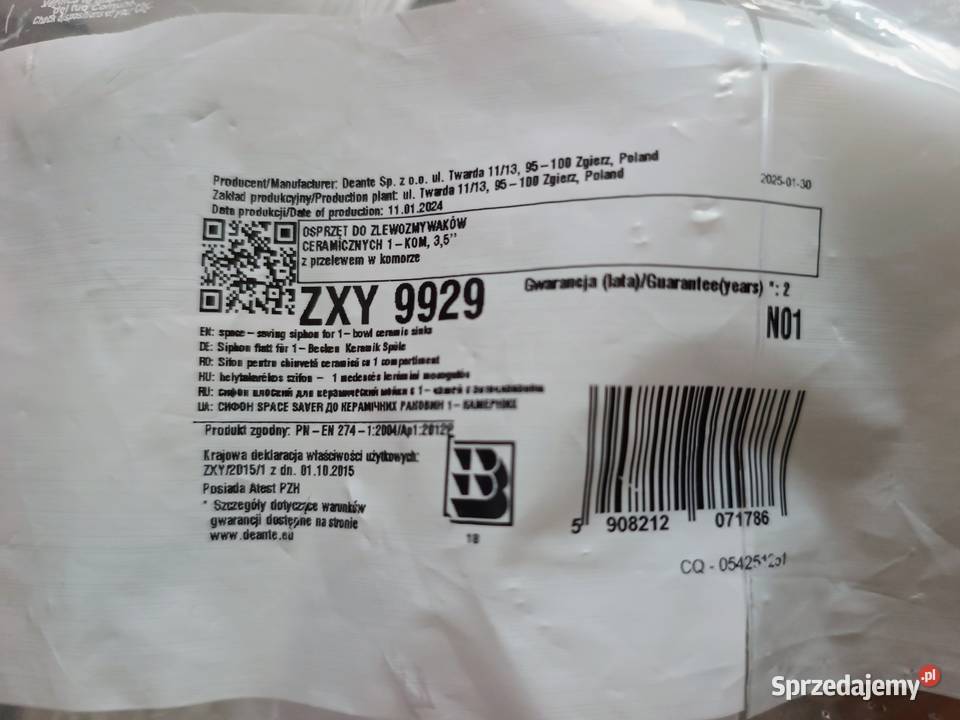 Producent/Manufacturer: Deante Sp. z o.o. ul. Twarda 11/13, 95-100 Zgierz, Poland
Zakład produkcyjny/Production plant: ul. Twarda 11/13, 95-100 Zgierz, Poland
Data produkcji/Date of production: 11.01.2024
2025-01-30
OSPRZĘT DO ZLEWOZMYWAKÓW
CERAMICZNYCH 1-KOM, 3,5''
z przelewem w komorze
ZXY 9929
Gwarancja (lata)/Guarantee(years) *: 2
N01
EN: space-saving siphon for 1-bowl ceramic sinks
DE: Siphon flatt für 1-Becken Keramik Spüle
RO: Sifon pentru chiuvetă ceramică cu 1 compartiment
HU: helytakarékos szifon - 1 medencés kerámiai mosogatós
RU: сифон плоский для керамический мойки с 1-
UA: СИФОН SPACE SAVER ДО КЕРАМІЧНИХ РАКОВИН 1-КАМЕРНИХ
Produkt zgodny: PN-EN 274-1:2004/Ap1:2012P
Krajowa deklaracja właściwości użytkowych:
ZXY/2015/1 z dn. 01.10.2015
Posiada Atest PZH
* Szczegóły dotyczące warunków
gwarancji dostępne na stronie
www.deante.eu
18
5 908212 071786
CQ -
Sprzedajemy.pl